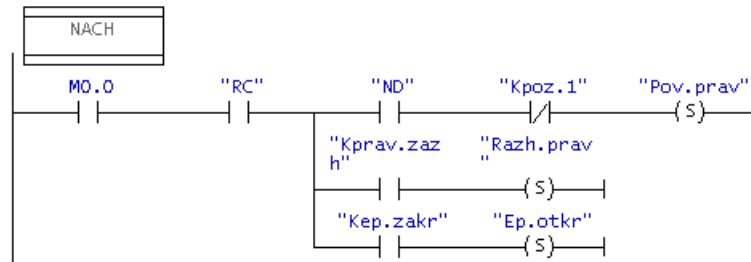 NACH
M0.0 "RC" "ND" "Kpoz.1" "Pov.prav"
(S)
"Kprav.zaz
h" "Razh.prav
"
(S)
"Kep.zakr" "Ep.otkr"
(S)